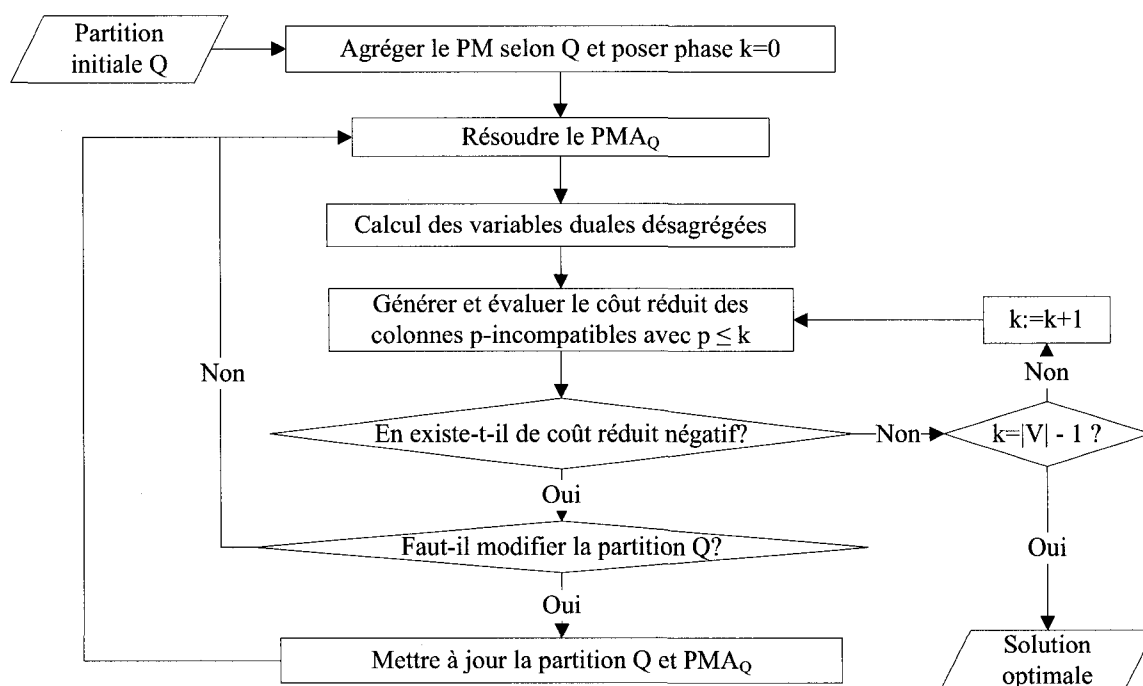 Partition
initiale Q
Agréger le PM selon Q et poser phase k=0
Résoudre le PMA_Q
Calcul des variables duales désagrégées
Générer et évaluer le côut réduit des
colonnes p-incompatibles avec p ≤ k
k:=k+1
Non
Non
En existe-t-il de coût réduit négatif?
Non
k=|V| - 1 ?
Oui
Faut-il modifier la partition Q?
Oui
Oui
Mettre à jour la partition Q et PMA_Q
Solution
optimale